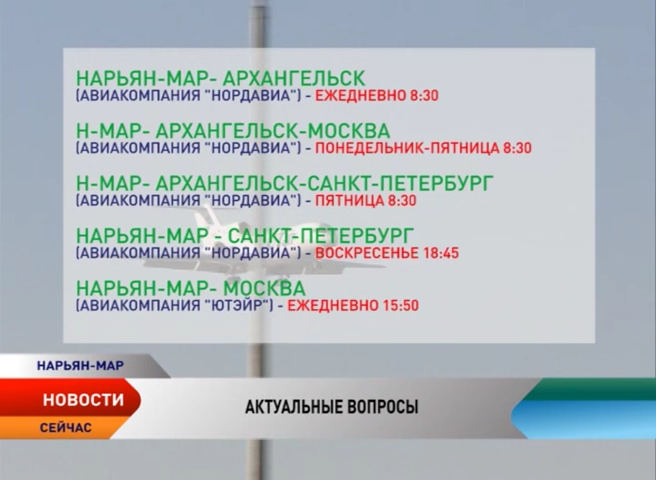 НАРЬЯН-МАР- АРХАНГЕЛЬСК
(АВИАКОМПАНИЯ "НОРДАВИА") - ЕЖЕДНЕВНО 8:30
Н-МАР- АРХАНГЕЛЬСК-МОСКВА
(АВИАКОМПАНИЯ "НОРДАВИА") - ПОНЕДЕЛЬНИК-ПЯТНИЦА 8:30
Н-МАР- АРХАНГЕЛЬСК-САНКТ-ПЕТЕРБУРГ
(АВИАКОМПАНИЯ "НОРДАВИА") - ПЯТНИЦА 8:30
НАРЬЯН-МАР - САНКТ-ПЕТЕРБУРГ
(АВИАКОМПАНИЯ "НОРДАВИА") - ВОСКРЕСЕНЬЕ 18:45
НАРЬЯН-МАР- МОСКВА
(АВИАКОМПАНИЯ "ЮТЭЙР") - ЕЖЕДНЕВНО 15:50
НАРЬЯН-МАР
НОВОСТИ
СЕЙЧАС
АКТУАЛЬНЫЕ ВОПРОСЫ